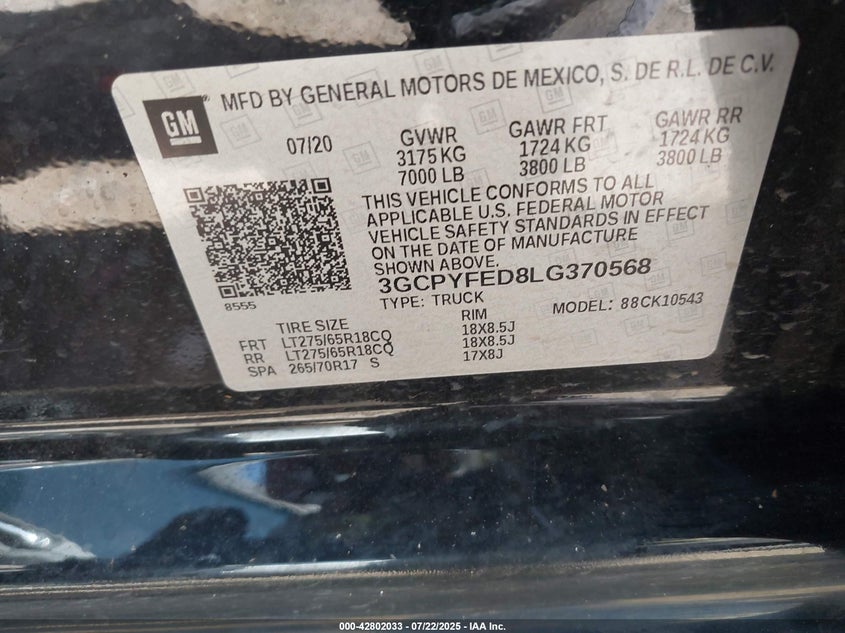 GM
MFD BY GENERAL MOTORS DE MEXICO, S. DE R.L. DE C.V.
07/20
GVWR
3175 KG
7000 LB
GAWR FRT
1724 KG
3800 LB
GAWR RR
1724 KG
3800 LB
THIS VEHICLE CONFORMS TO ALL
APPLICABLE U.S. FEDERAL MOTOR
VEHICLE SAFETY STANDARDS IN EFFECT
ON THE DATE OF MANUFACTURE
SHOWN ABOVE.
3GCPYFED8LG370568
8555
TYPE: TRUCK
MODEL: 88CK10543
TIRE SIZE RIM
FRT LT275/65R18CQ 18X8.5J
RR LT275/65R18CQ 18X8.5J
SPA 265/70R17 S 17X8J
000-42802033 - 07/22/2025 - IAA Inc.